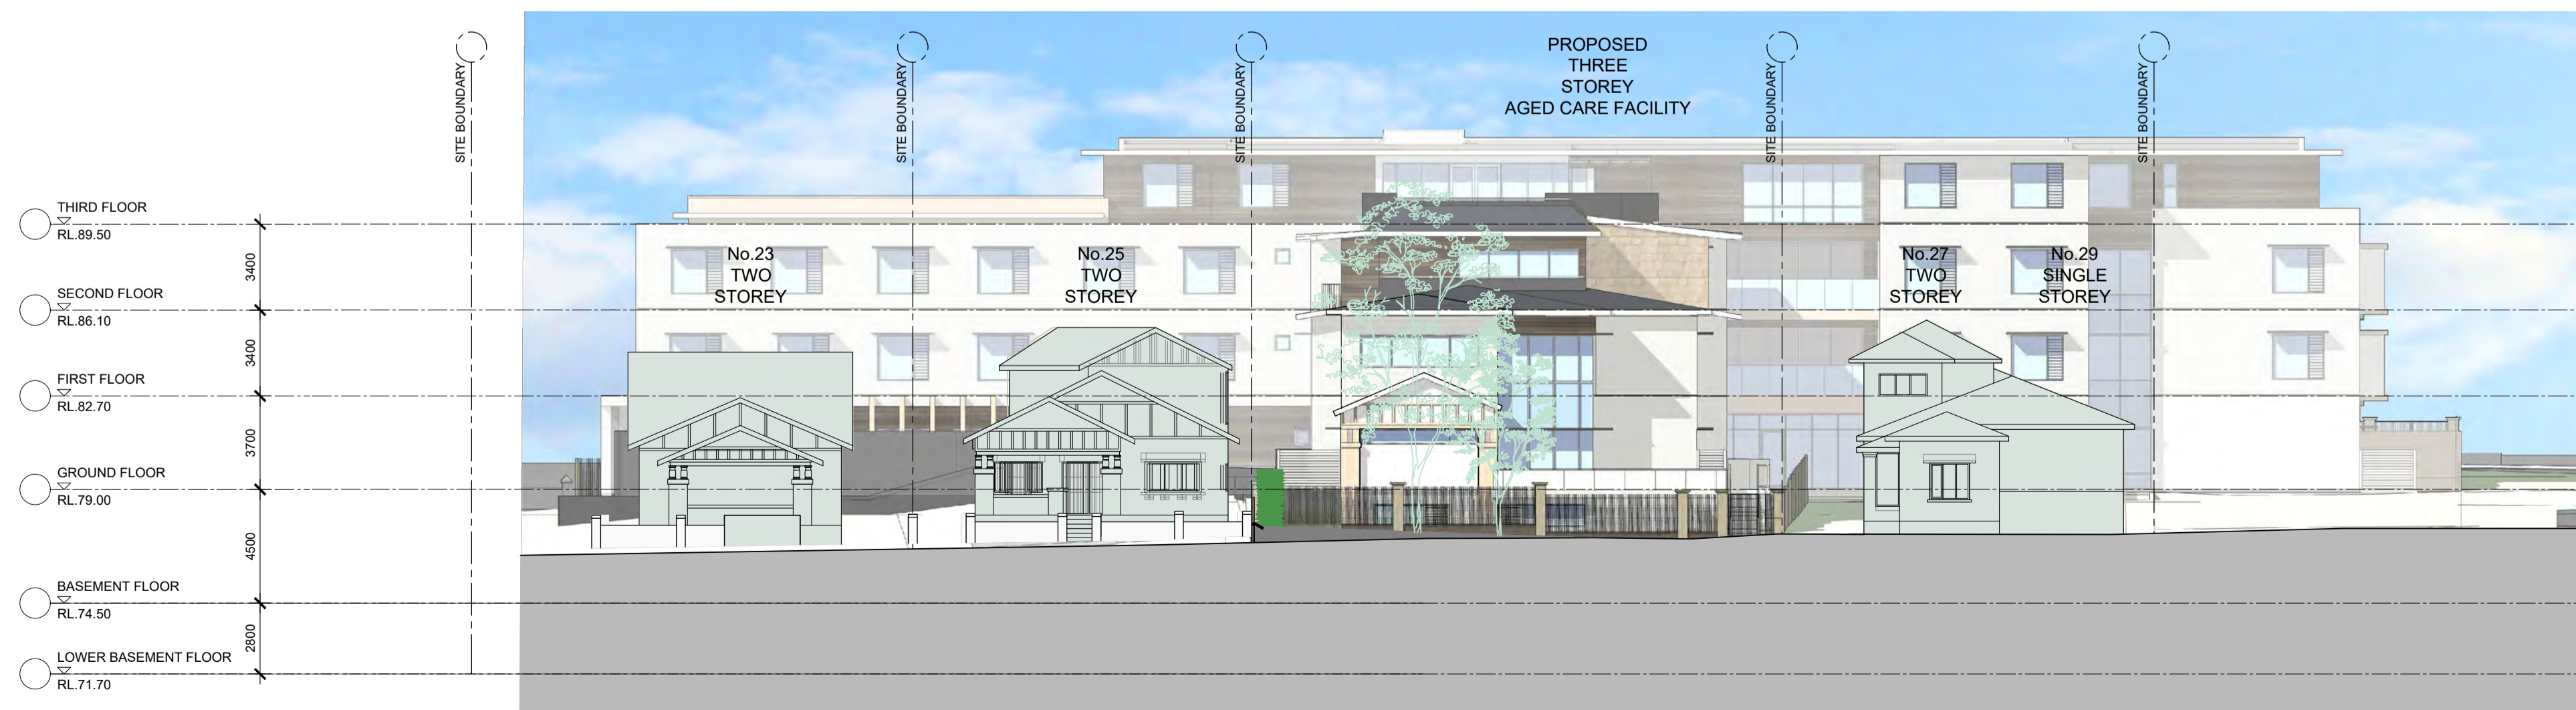 PROPOSED
THREE
STOREY
AGED CARE FACILITY
SITE BOUNDARY
SITE BOUNDARY
SITE BOUNDARY
SITE BOUNDARY
SITE BOUNDARY
THIRD FLOOR
RL.89.50
3400
SECOND FLOOR
RL.86.10
3400
FIRST FLOOR
RL.82.70
3700
GROUND FLOOR
RL.79.00
4500
BASEMENT FLOOR
RL.74.50
2800
LOWER BASEMENT FLOOR
RL.71.70
No.23
TWO
STOREY
No.25
TWO
STOREY
No.27
TWO
STOREY
No.29
SINGLE
STOREY